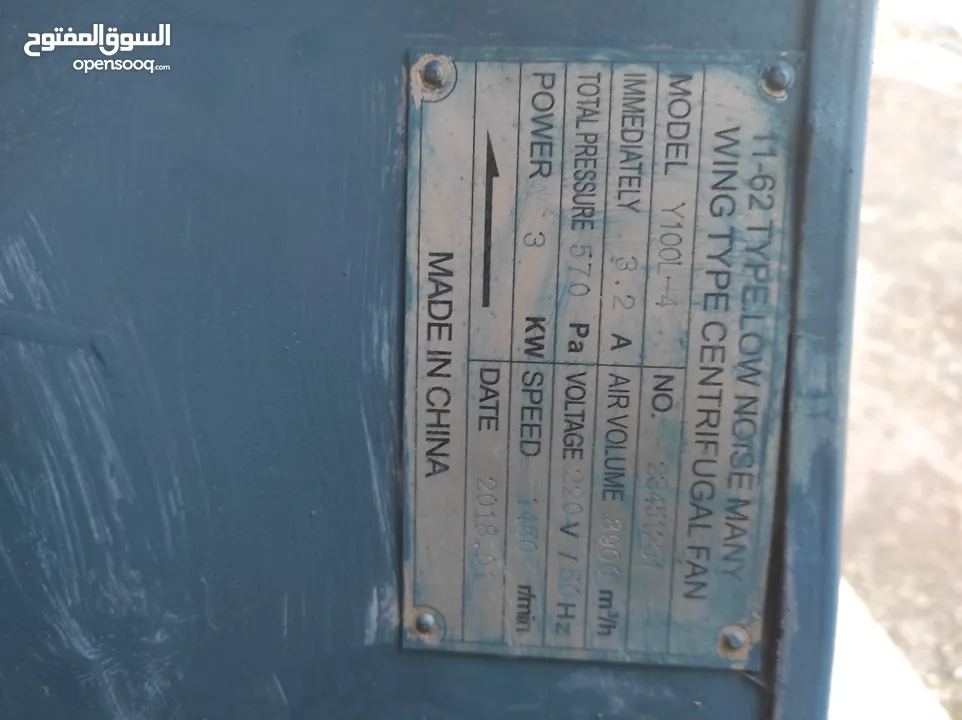 السوق المفتوح
opensooq.com
11-62 TYPE LOW NOISE MANY
WING TYPE CENTRIFUGAL FAN
MODEL Y100L-4 NO. 23451231
IMMEDIATELY 3.2 A AIR VOLUME 3900 m³/h
TOTAL PRESSURE 570 Pa VOLTAGE 220V/50Hz
POWER 3 KW SPEED 1450 r/min
DATE 2018.01
MADE IN CHINA